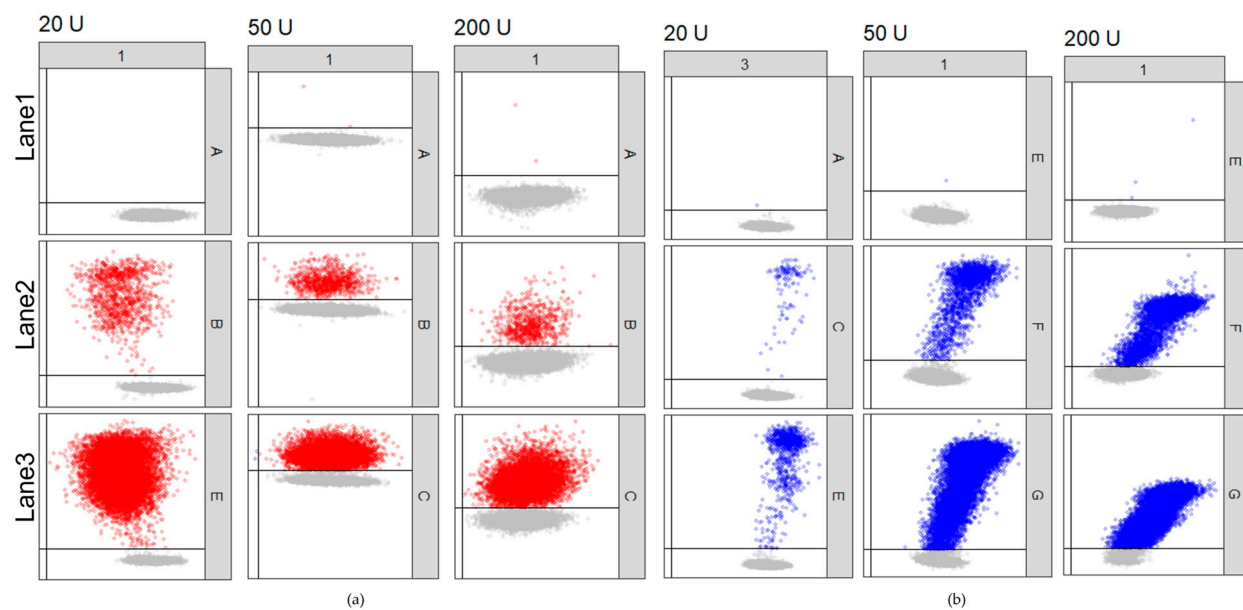 20 U 50 U 200 U 20 U 50 U 200 U
1 1 1 3 1 1
Lane1 A A A A E E
Lane2 B B B C F F
Lane3 E C C E G G
(a) (b)